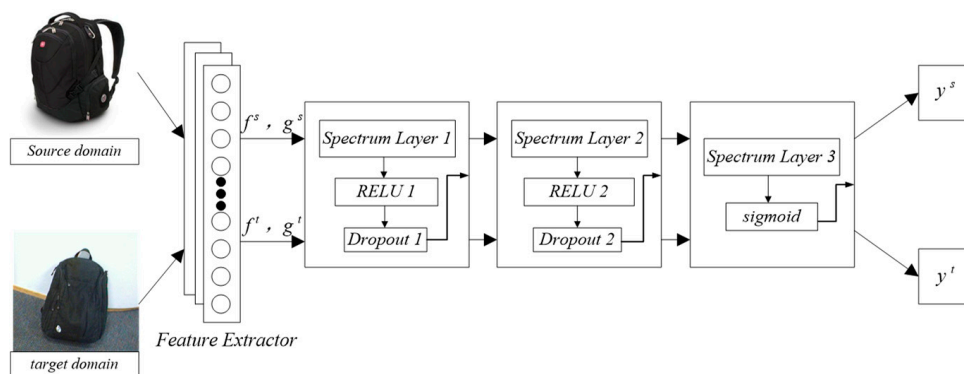 Source domain
target domain
Feature Extractor
f^s , g^s
f^t , g^t
Spectrum Layer 1
RELU 1
Dropout 1
Spectrum Layer 2
RELU 2
Dropout 2
Spectrum Layer 3
sigmoid
y^s
y^t